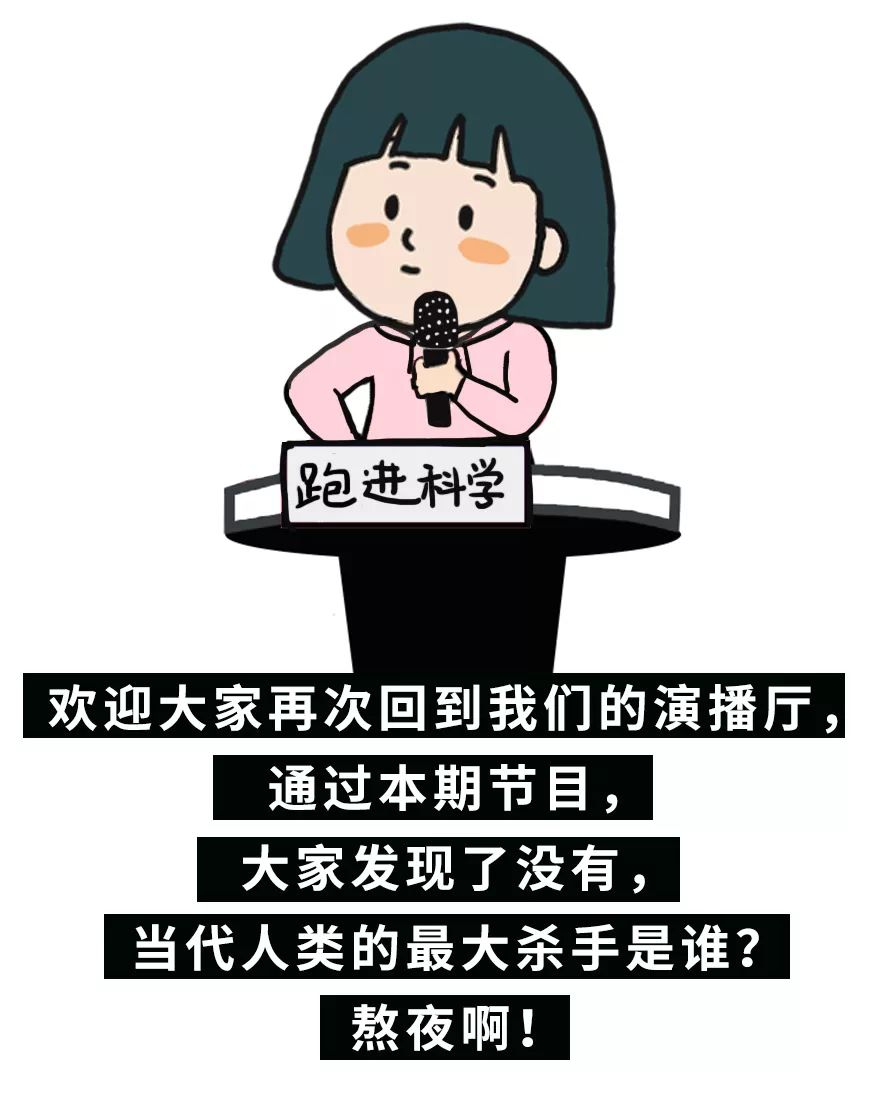 跑进科学
欢迎大家再次回到我们的演播厅，
通过本期节目，
大家发现了没有，
当代人类的最大杀手是谁？
熬夜啊！